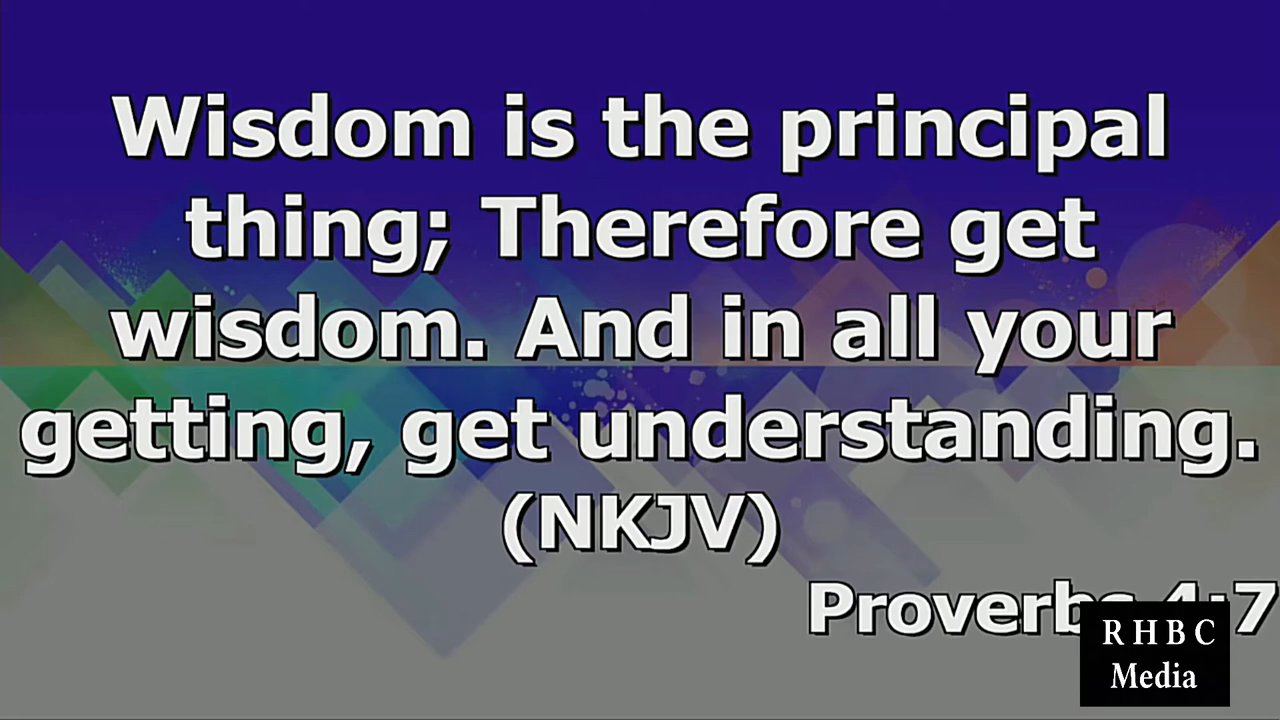 Wisdom is the principal
thing; Therefore get
wisdom. And in all your
getting, get understanding.
(NKJV)
Proverbs 4:7
RHBC
Media